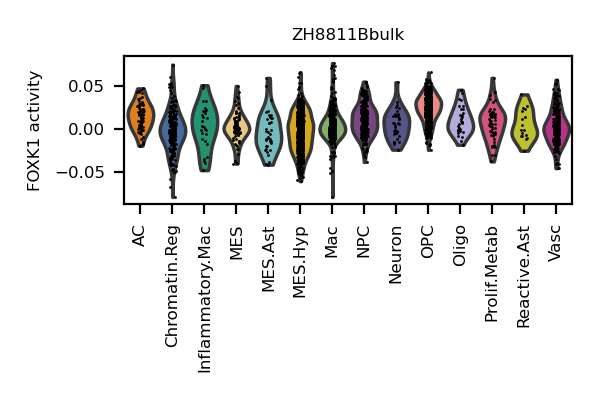 ZH8811Bbulk
FOXK1 activity
0.05
0.00
−0.05
AC
Chromatin.Reg
Inflammatory.Mac
MES
MES.Ast
MES.Hyp
Mac
NPC
Neuron
OPC
Oligo
Prolif.Metab
Reactive.Ast
Vasc